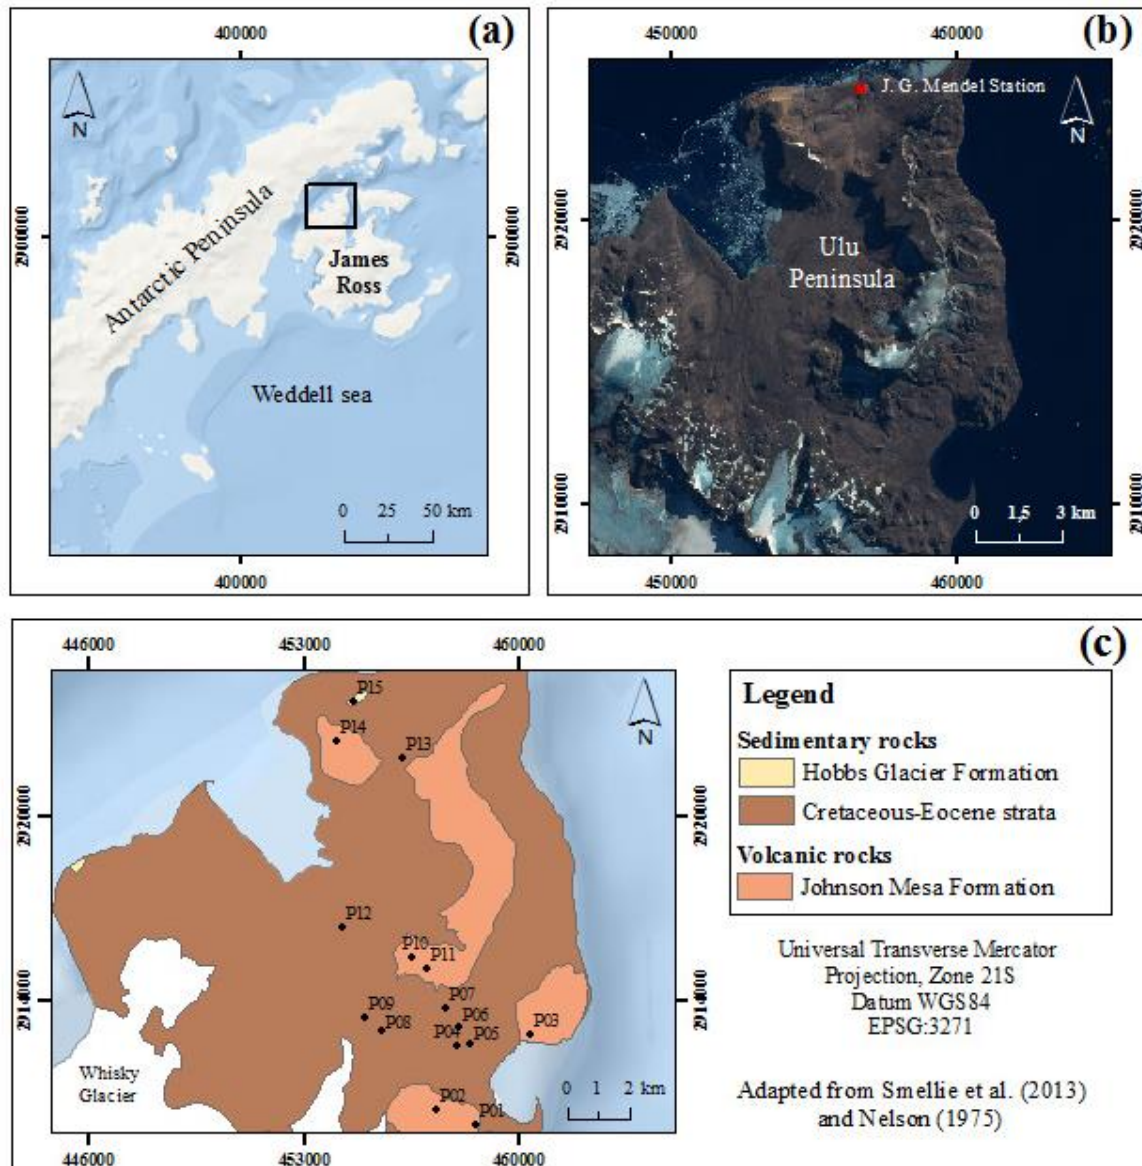 (a)
400000
N
Antarctic Peninsula
James
Ross
Weddell sea
2900000
2900000
0 25 50 km
400000
(b)
450000 460000
J. G. Mendel Station
N
2920000
2920000
Ulu
Peninsula
2910000
2910000
0 1,5 3 km
450000 460000
(c)
446000 453000 460000
N
P15
P14
P13
2920000
2920000
P12
P10
P11
2914000
2914000
P09
P08
P07
P06
P04
P05
P03
Whisky
Glacier
P02
P01
0 1 2 km
446000 453000 460000
Legend
Sedimentary rocks
Hobbs Glacier Formation
Cretaceous-Eocene strata
Volcanic rocks
Johnson Mesa Formation
Universal Transverse Mercator
Projection, Zone 21S
Datum WGS84
EPSG:3271
Adapted from Smellie et al. (2013)
and Nelson (1975)